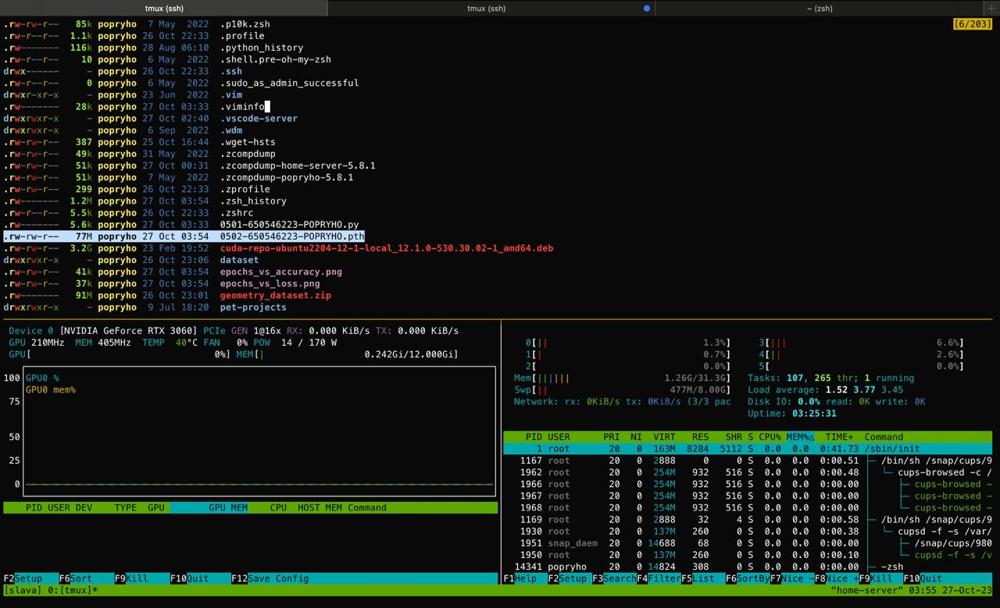 tmux (ssh) tmux (ssh) ~ (zsh)
.rw-rw-r-- 85k popryho 7 May 2022 .p10k.zsh [6/203]
.rw-r--r-- 1.1k popryho 26 Oct 22:33 .profile
.rw------- 116k popryho 28 Aug 06:10 .python_history
.rw-r--r-- 10 popryho 6 May 2022 .shell.pre-oh-my-zsh
drwx------ - popryho 26 Oct 22:33 .ssh
.rw-r--r-- 0 popryho 6 May 2022 .sudo_as_admin_successful
drwxr-xr-x - popryho 23 Jun 2022 .vim
.rw------- 28k popryho 27 Oct 03:33 .viminfo
drwxrwxr-x - popryho 27 Oct 02:40 .vscode-server
drwxrwxr-x - popryho 6 Sep 2022 .wdm
.rw-rw-r-- 387 popryho 25 Oct 16:44 .wget-hsts
.rw-rw-r-- 49k popryho 31 May 2022 .zcompdump
.rw-rw-r-- 51k popryho 27 Oct 00:31 .zcompdump-home-server-5.8.1
.rw-rw-r-- 51k popryho 7 May 2022 .zcompdump-popryho-5.8.1
.rw-rw-r-- 299 popryho 26 Oct 22:33 .zprofile
.rw------- 1.2M popryho 27 Oct 03:54 .zsh_history
.rw-r--r-- 5.5k popryho 26 Oct 22:33 .zshrc
.rw-rw-r-- 5.6k popryho 27 Oct 03:33 0501-650546223-POPRYHO.py
.rw-rw-r-- 77M popryho 27 Oct 03:54 0502-650546223-POPRYHO.pth
.rw-rw-r-- 3.2G popryho 23 Feb 19:52 cuda-repo-ubuntu2204-12-1-local_12.1.0-530.30.02-1_amd64.deb
drwxrwxr-x - popryho 26 Oct 23:06 dataset
.rw-rw-r-- 41k popryho 27 Oct 03:54 epochs_vs_accuracy.png
.rw-rw-r-- 37k popryho 27 Oct 03:54 epochs_vs_loss.png
.rw------- 91M popryho 26 Oct 23:01 geometry_dataset.zip
drwxrwxr-x - popryho 9 Jul 18:20 pet-projects
Device 0 [NVIDIA GeForce RTX 3060] PCIe GEN 1@16x RX: 0.000 KiB/s TX: 0.000 KiB/s
GPU 210MHz MEM 405MHz TEMP 40°C FAN 0% POW 14 / 170 W
GPU[ 0%] MEM[| 0.242Gi/12.000Gi]
100 GPU0 %
GPU0 mem%
75
50
25
0
PID USER DEV TYPE GPU GPU MEM CPU HOST MEM Command
F2Setup F6Sort F9Kill F10Quit F12Save Config
0[|| 1.3%] 3[||| 6.6%]
1[| 0.7%] 4[|| 2.6%]
2[ 0.0%] 5[ 0.0%]
Mem[|||||| 1.26G/31.3G] Tasks: 107, 265 thr; 1 running
Swp[|| 477M/8.00G] Load average: 1.52 3.77 3.45
Network: rx: 0KiB/s tx: 0KiB/s (3/3 pac Disk IO: 0.0% read: 0K write: 0K
Uptime: 03:25:31
PID USER PRI NI VIRT RES SHR S CPU% MEM%△ TIME+ Command
1 root 20 0 163M 8284 5112 S 0.0 0.0 0:41.73 /sbin/init
1167 root 20 0 2888 0 0 S 0.0 0.0 0:00.51 ├─ /bin/sh /snap/cups/9
1962 root 20 0 254M 932 516 S 0.0 0.0 0:00.48 │ └─ cups-browsed -c /
1966 root 20 0 254M 932 516 S 0.0 0.0 0:00.00 │ ├─ cups-browsed -
1967 root 20 0 254M 932 516 S 0.0 0.0 0:00.00 │ ├─ cups-browsed -
1968 root 20 0 254M 932 516 S 0.0 0.0 0:00.00 │ └─ cups-browsed -
1169 root 20 0 2888 32 4 S 0.0 0.0 0:00.58 ├─ /bin/sh /snap/cups/9
1930 root 20 0 137M 260 0 S 0.0 0.0 0:00.38 │ └─ cupsd -f -s /var/
1951 snap_daem 20 0 14688 68 0 S 0.0 0.0 0:00.00 │ ├─ /snap/cups/980
1950 root 20 0 137M 260 0 S 0.0 0.0 0:00.10 │ └─ cupsd -f -s /v
14341 popryho 20 0 14824 308 0 S 0.0 0.0 0:00.00 ├─ -zsh
F1Help F2Setup F3SearchF4FilterF5List F6SortByF7Nice -F8Nice +F9Kill F10Quit
[slava] 0:[tmux]* "home-server" 03:55 27-Oct-23